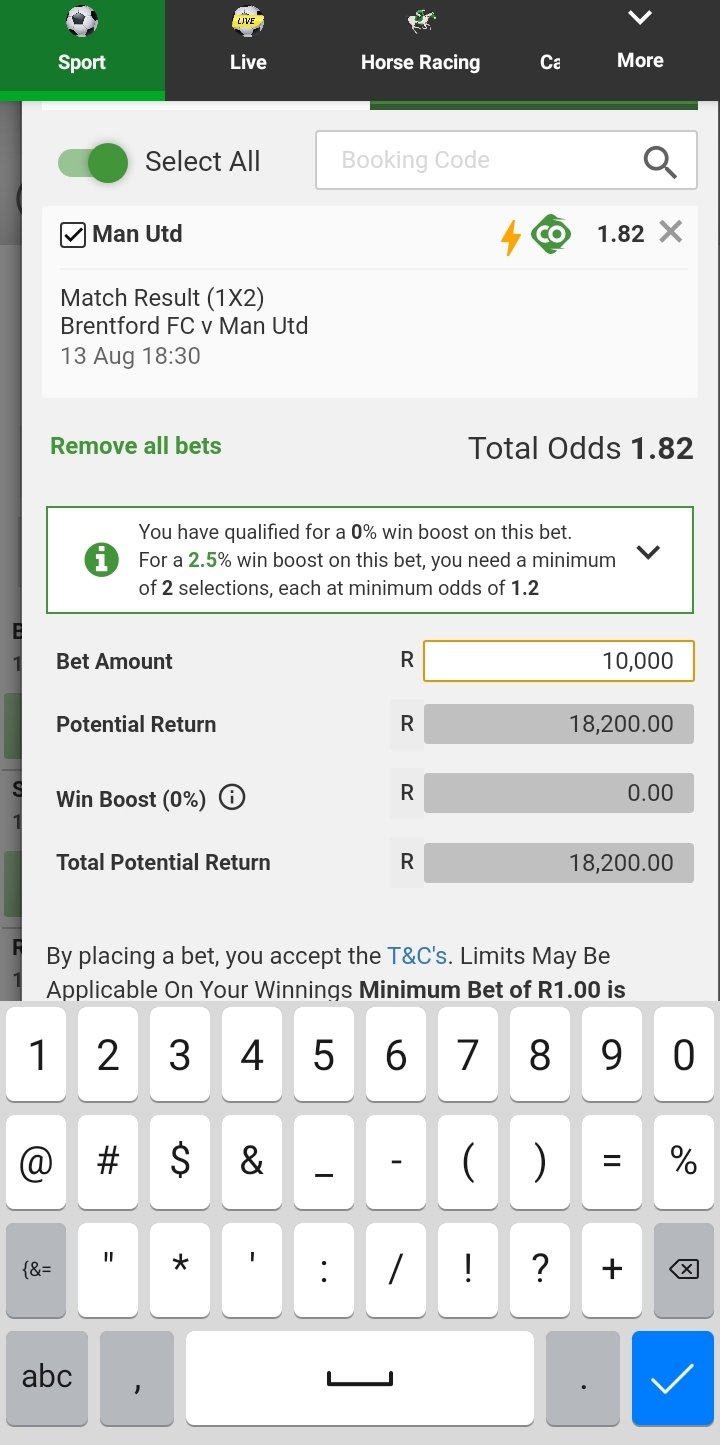 LIVE
Sport
Live
Horse Racing
Ca
More
Select All
Booking Code
Man Utd
CO
1.82
Match Result (1X2)
Brentford FC v Man Utd
13 Aug 18:30
Remove all bets
Total Odds 1.82
You have qualified for a 0% win boost on this bet.
For a 2.5% win boost on this bet, you need a minimum
of 2 selections, each at minimum odds of 1.2
Bet Amount
R
10,000
Potential Return
R
18,200.00
Win Boost (0%)
R
0.00
Total Potential Return
R
18,200.00
By placing a bet, you accept the T&C's. Limits May Be
Applicable On Your Winnings Minimum Bet of R1.00 is
1 2 3 4 5 6 7 8 9 0
@ # $ & _ - ( ) = %
{&= " * ' : / ! ? +
abc , .